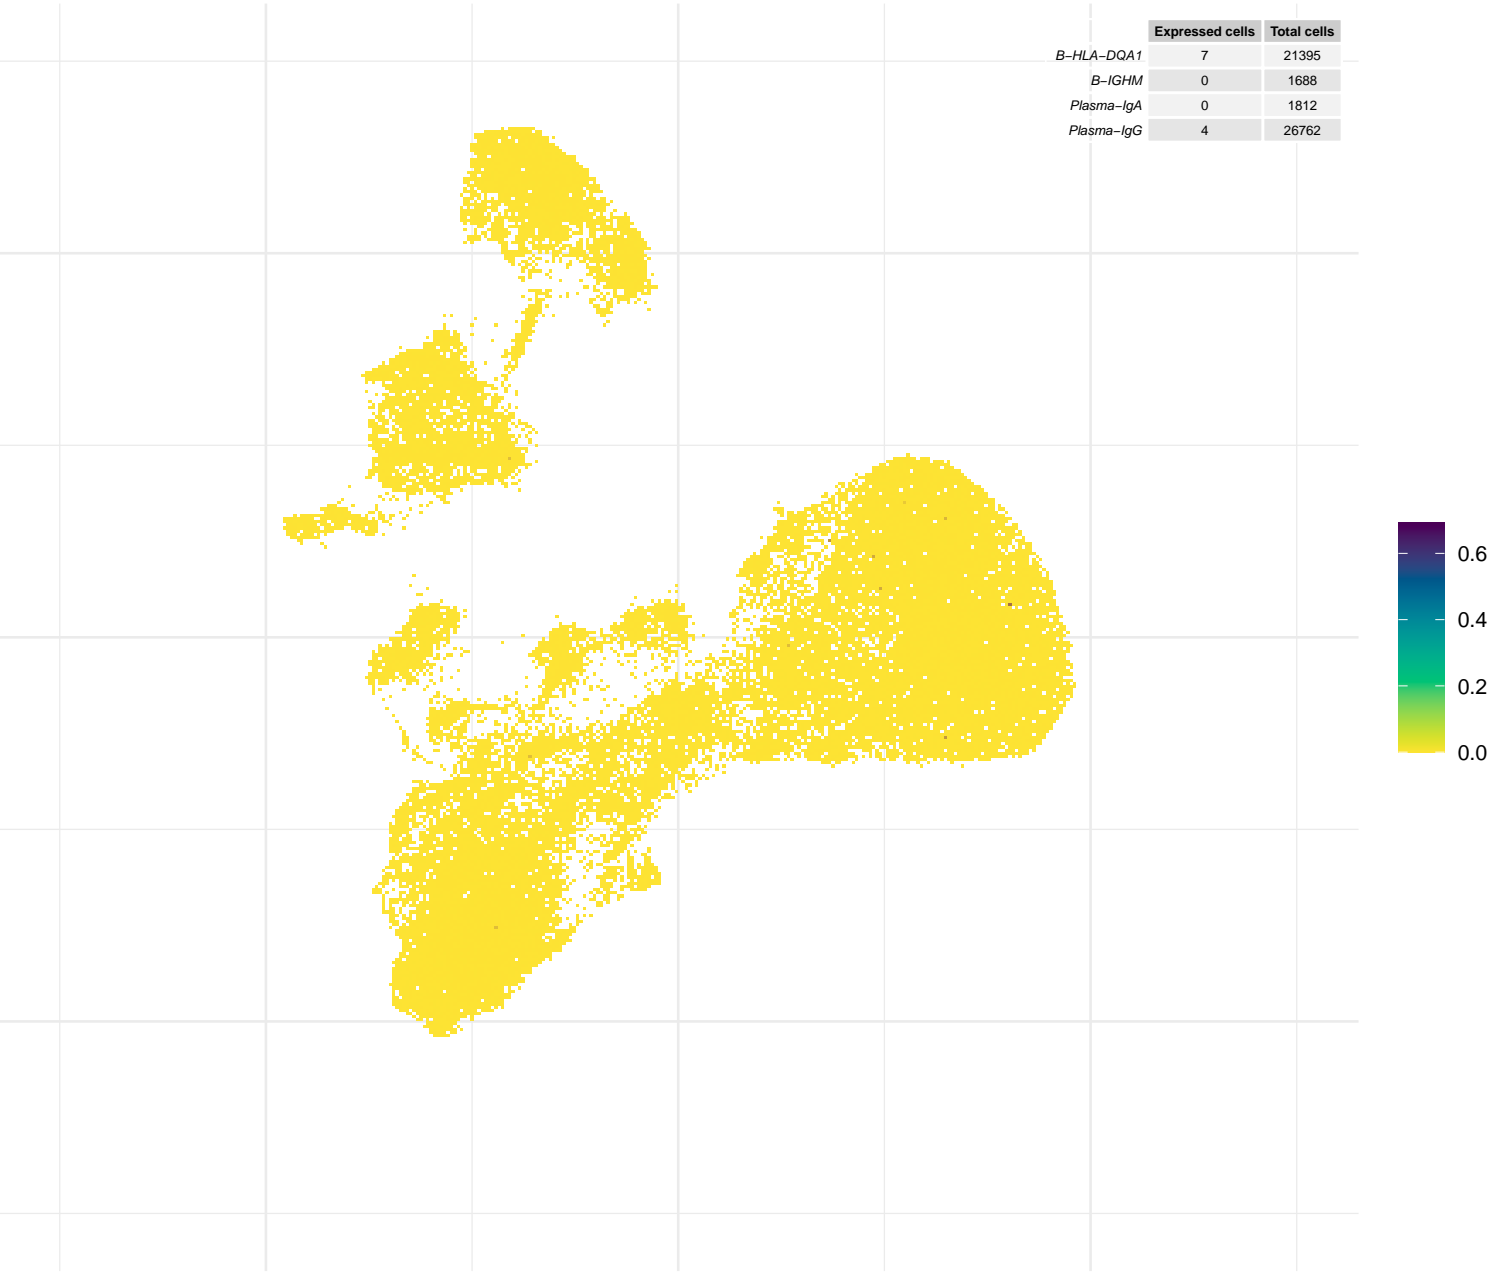 Expressed cells Total cells
B−HLA−DQA1 7 21395
B−IGHM 0 1688
Plasma−IgA 0 1812
Plasma−IgG 4 26762
0.6
0.4
0.2
0.0